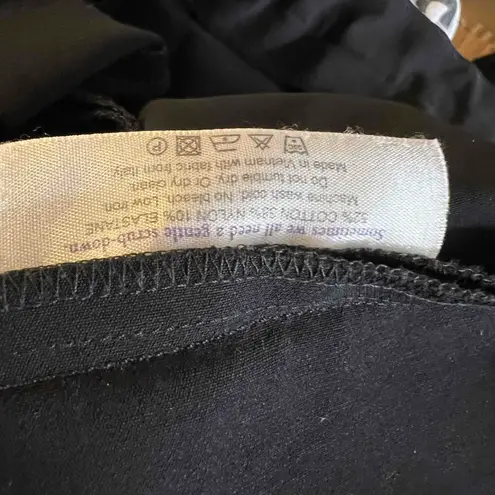 Sometimes we all need a gentle scrub-down.
52% COTTON 38% NYLON 10% ELASTANE
Machine wash cold. No bleach. Low iron
Do not tumble dry. Or dry clean
Made in Vietnam with fabric from Italy
P